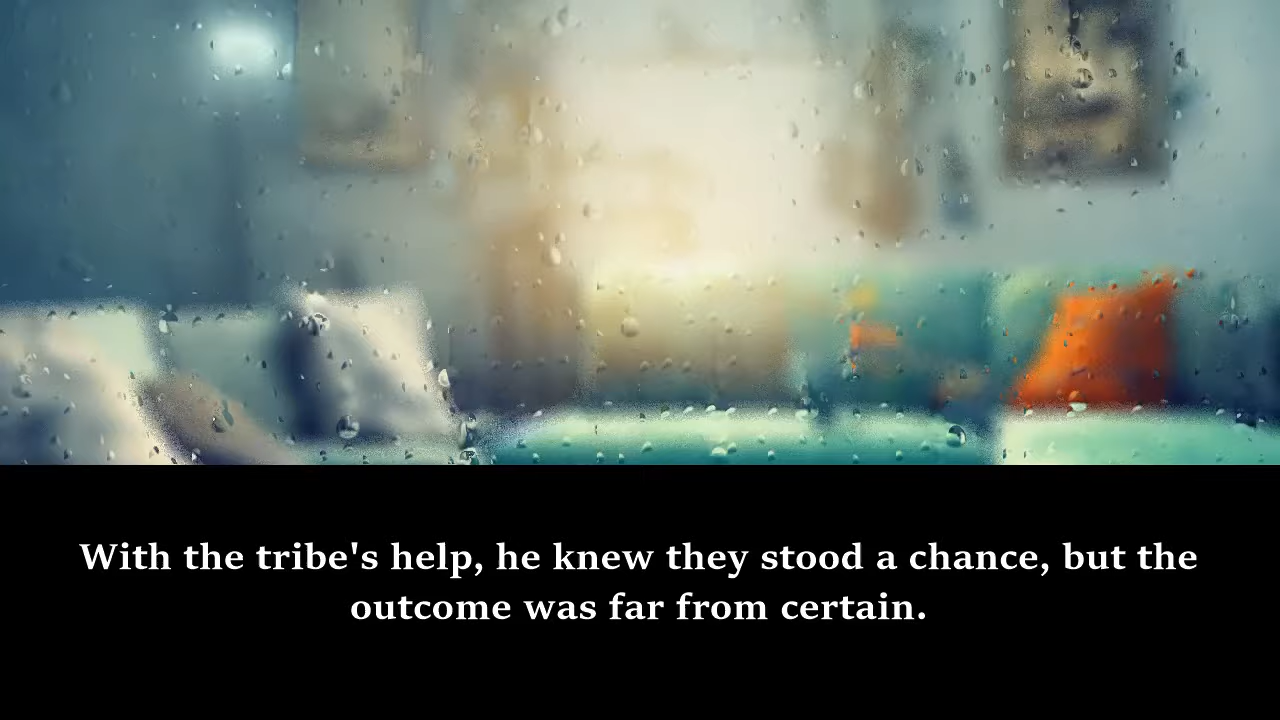 With the tribe's help, he knew they stood a chance, but the
outcome was far from certain.